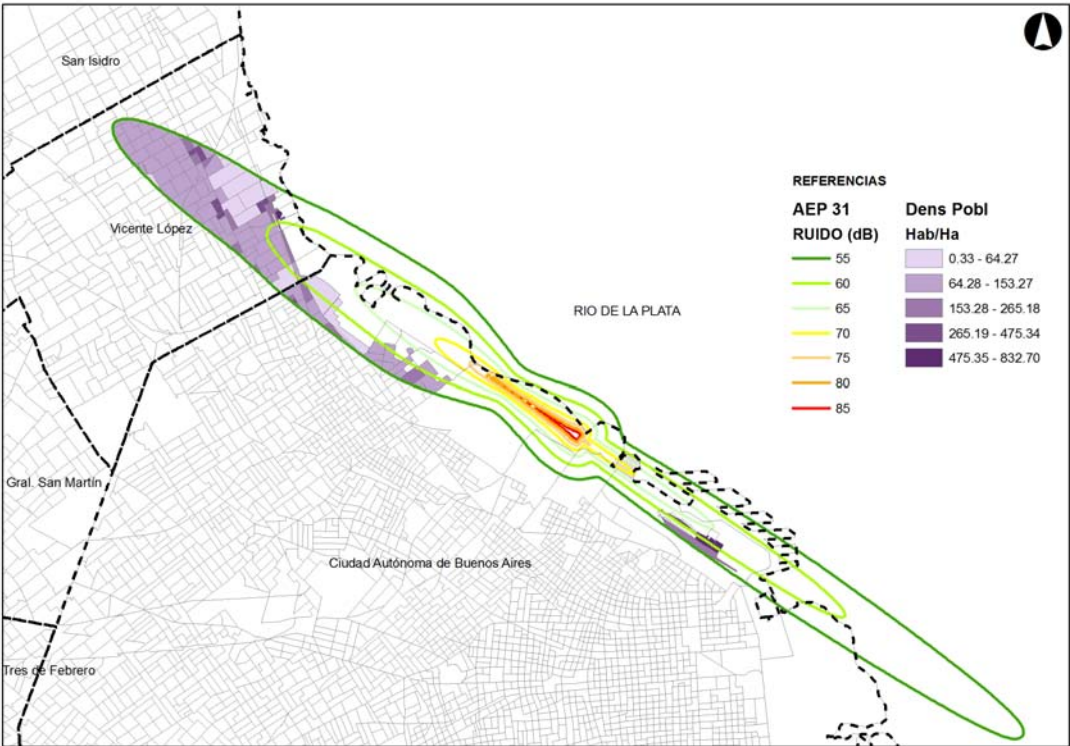 San Isidro
Vicente López
RIO DE LA PLATA
Gral. San Martín
Ciudad Autónoma de Buenos Aires
Tres de Febrero
REFERENCIAS
AEP 31
RUIDO (dB)
55
60
65
70
75
80
85
Dens Pobl
Hab/Ha
0.33 - 64.27
64.28 - 153.27
153.28 - 265.18
265.19 - 475.34
475.35 - 832.70